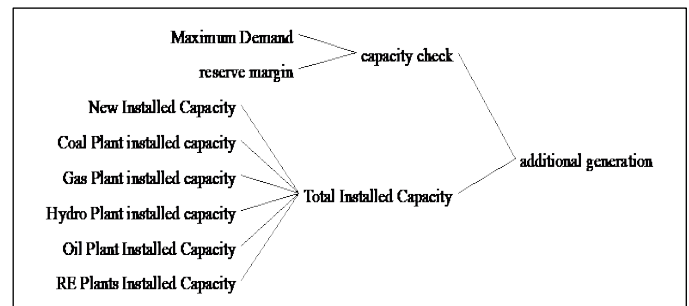 Maximum Demand
reserve margin
capacity check
New Installed Capacity
Coal Plant installed capacity
Gas Plant installed capacity
Hydro Plant installed capacity
Oil Plant Installed Capacity
RE Plants Installed Capacity
Total Installed Capacity
additional generation